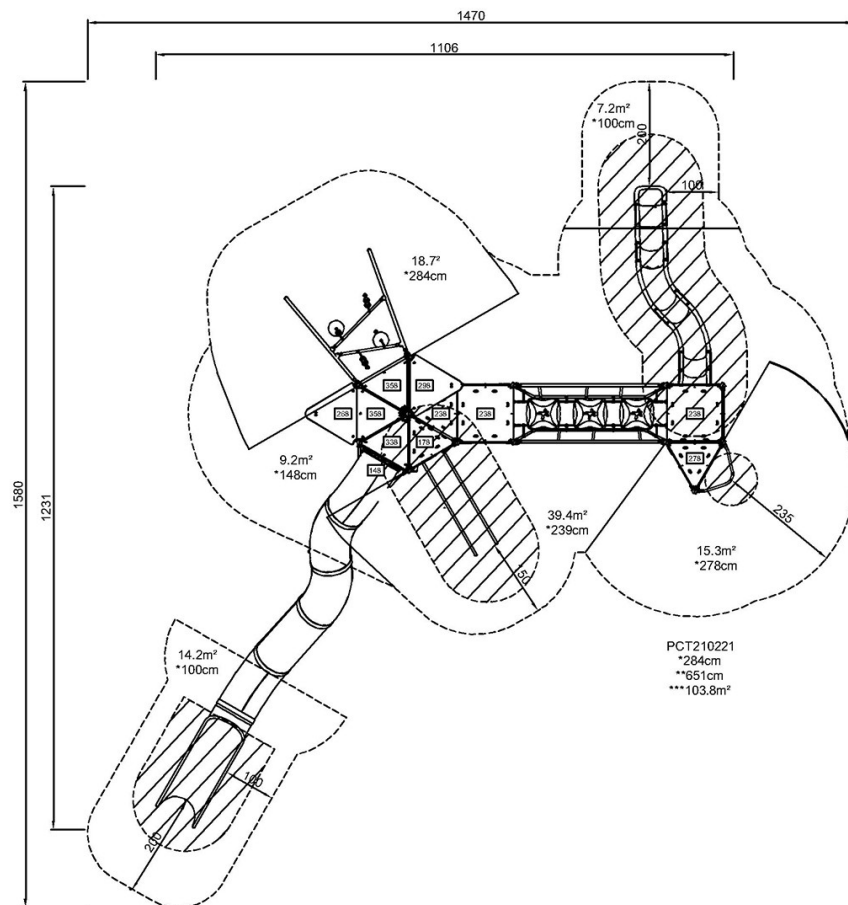 1470
1106
7.2m²
*100cm
200
100
18.7²
*284cm
358
298
268
358
238
238
238
338
178
278
148
9.2m²
*148cm
39.4m²
*239cm
235
15.3m²
*278cm
150
1580
1231
PCT210221
*284cm
**651cm
***103.8m²
14.2m²
*100cm
100
200